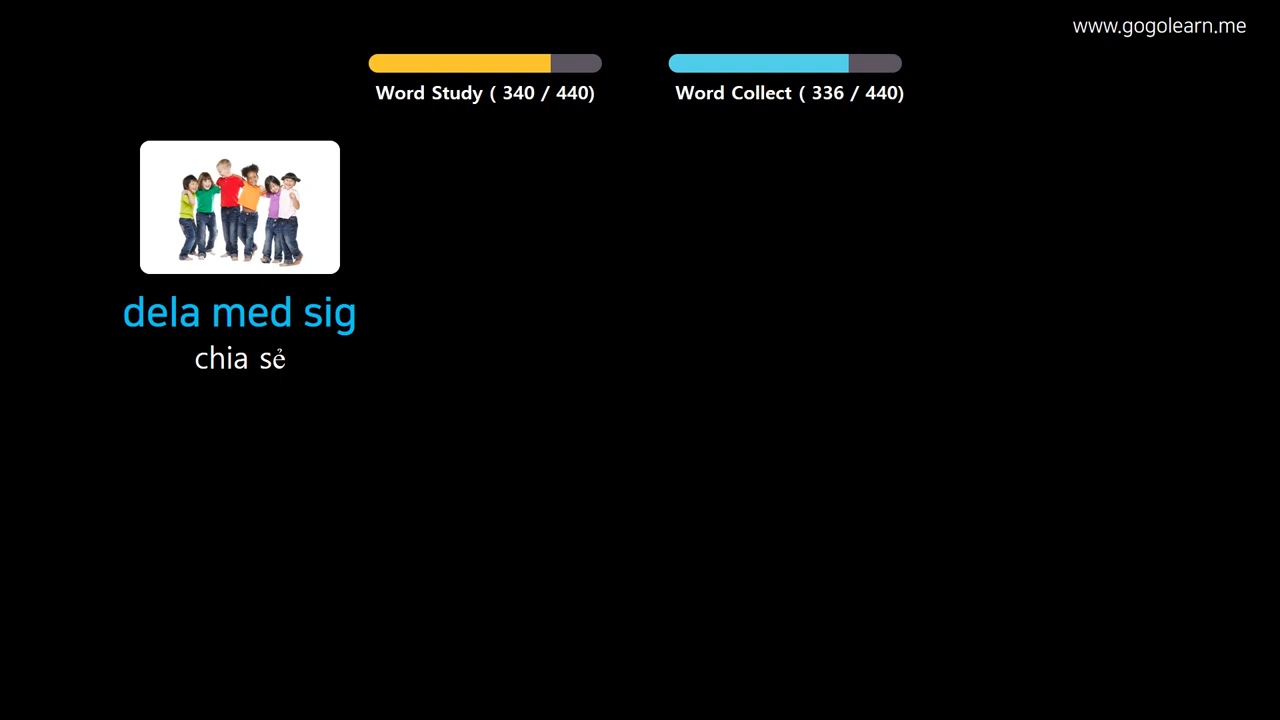 www.gogolearn.me
Word Study ( 340 / 440)
Word Collect ( 336 / 440)
dela med sig
chia sẻ